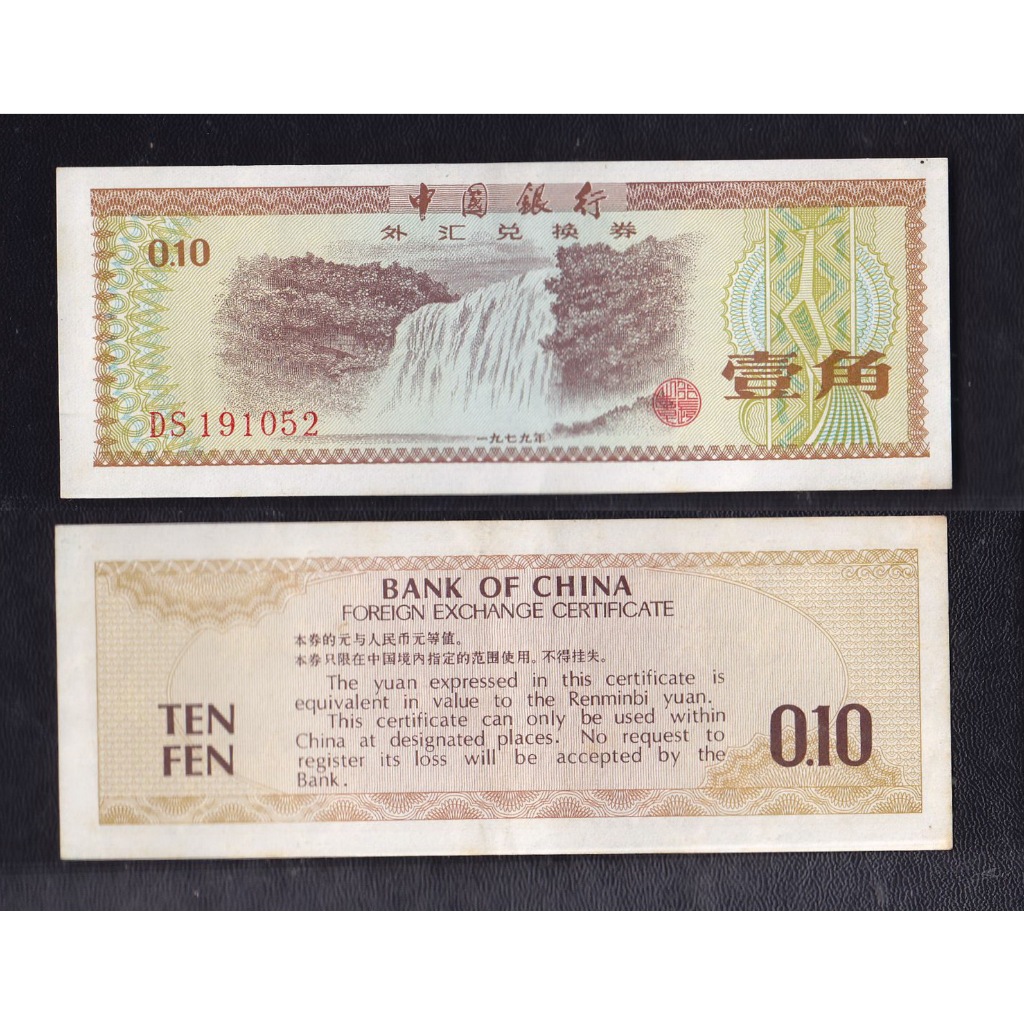 中國銀行
外汇兑换券
0.10
壹角
DS 191052
一九七九年
BANK OF CHINA
FOREIGN EXCHANGE CERTIFICATE
本券的元与人民币元等值。
本券只限在中国境内指定的范围使用。不得挂失。
The yuan expressed in this certificate is
equivalent in value to the Renminbi yuan.
This certificate can only be used within
China at designated places. No request to
register its loss will be accepted by the
Bank.
TEN
FEN
0.10